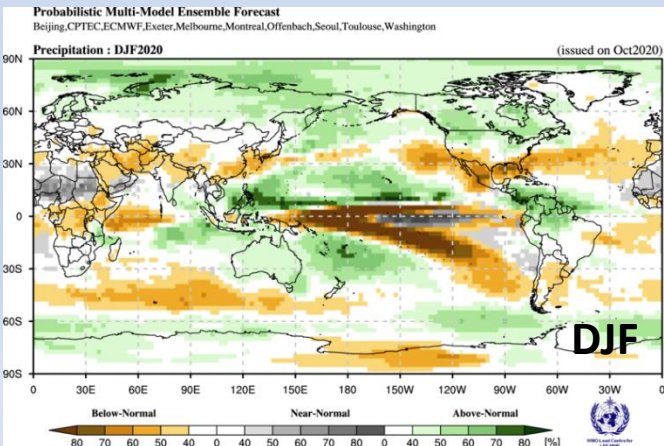 Probabilistic Multi-Model Ensemble Forecast
Beijing,CPTEC,ECMWF,Exeter,Melbourne,Montreal,Offenbach,Seoul,Toulouse,Washington
Precipitation : DJF2020 (issued on Oct2020)
90N
60N
30N
0
30S
60S
90S
DJF
0 30E 60E 90E 120E 150E 180 150W 120W 90W 60W 30W 0
Below-Normal Near-Normal Above-Normal
80 70 60 50 40 0 40 50 60 70 80 0 40 50 60 70 80 [%]